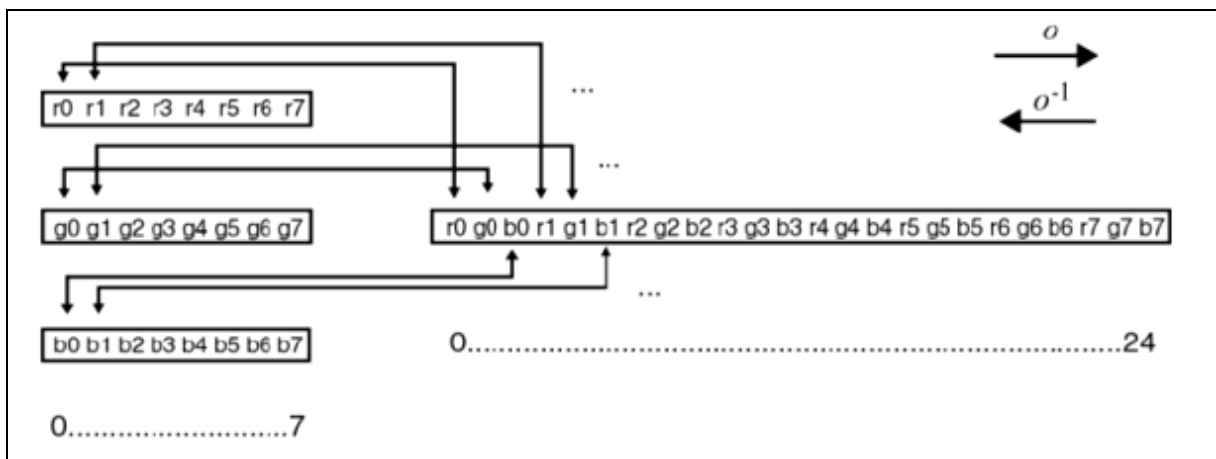 o
...
o-1
r0 r1 r2 r3 r4 r5 r6 r7
...
g0 g1 g2 g3 g4 g5 g6 g7
r0 g0 b0 r1 g1 b1 r2 g2 b2 r3 g3 b3 r4 g4 b4 r5 g5 b5 r6 g6 b6 r7 g7 b7
...
b0 b1 b2 b3 b4 b5 b6 b7
0..................................................................................24
0............................7